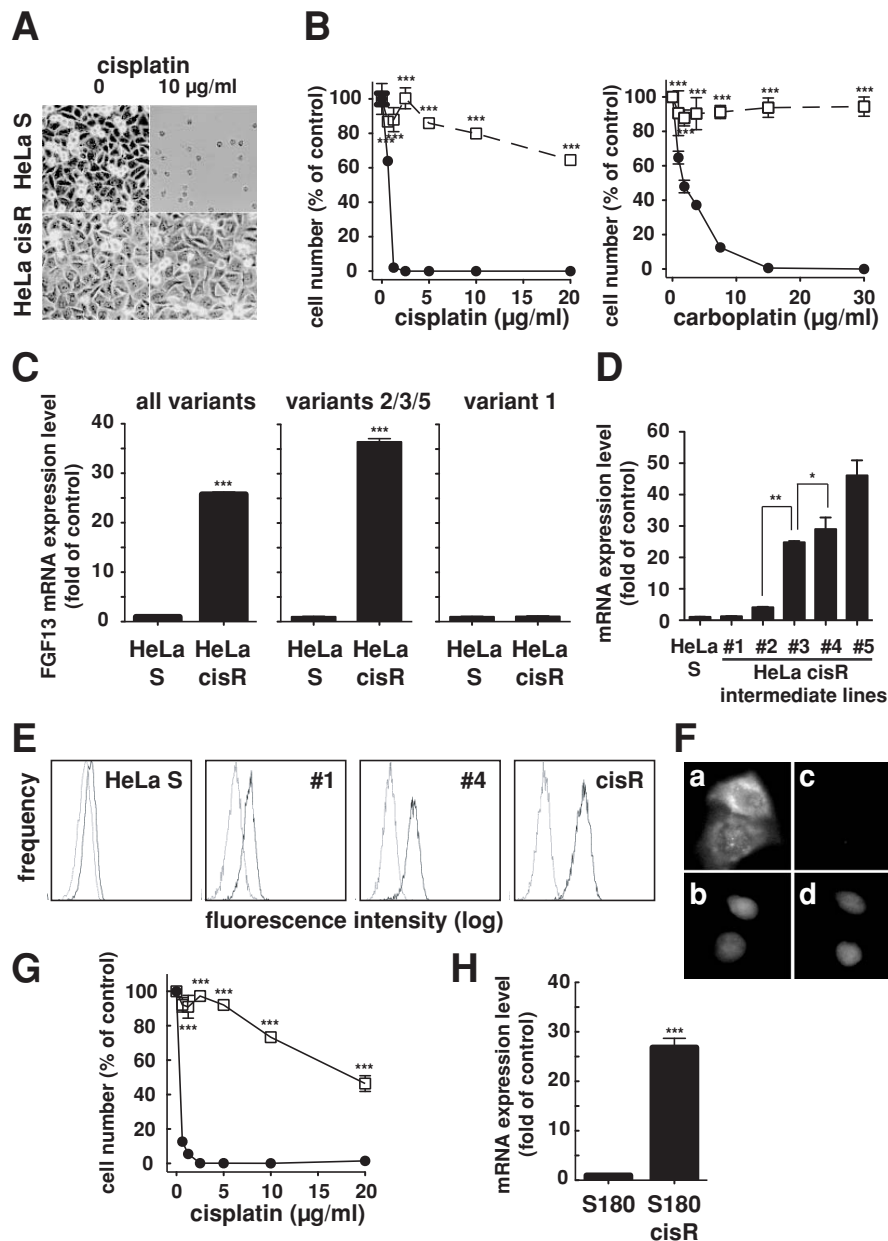 A
cisplatin
0 10 µg/ml
HeLa S
HeLa cisR
B
cell number (% of control)
100
80
60
40
20
0
0 5 10 15 20
cisplatin (µg/ml)
*** *** *** *** *** ***
cell number (% of control)
100
80
60
40
20
0
0 10 20 30
carboplatin (µg/ml)
*** *** *** *** *** ***
C
all variants variants 2/3/5 variant 1
FGF13 mRNA expression level
(fold of control)
40
30
20
10
0
*** ***
HeLa HeLa HeLa HeLa HeLa HeLa
S cisR S cisR S cisR
D
mRNA expression level
(fold of control)
60
50
40
30
20
10
0
** *
HeLa #1 #2 #3 #4 #5
S HeLa cisR
intermediate lines
E
frequency
HeLa S #1 #4 cisR
fluorescence intensity (log)
F
a c
b d
G
cell number (% of control)
100
80
60
40
20
0
0 5 10 15 20
cisplatin (µg/ml)
*** *** *** *** ***
H
mRNA expression level
(fold of control)
40
30
20
10
0
***
S180 S180
cisR